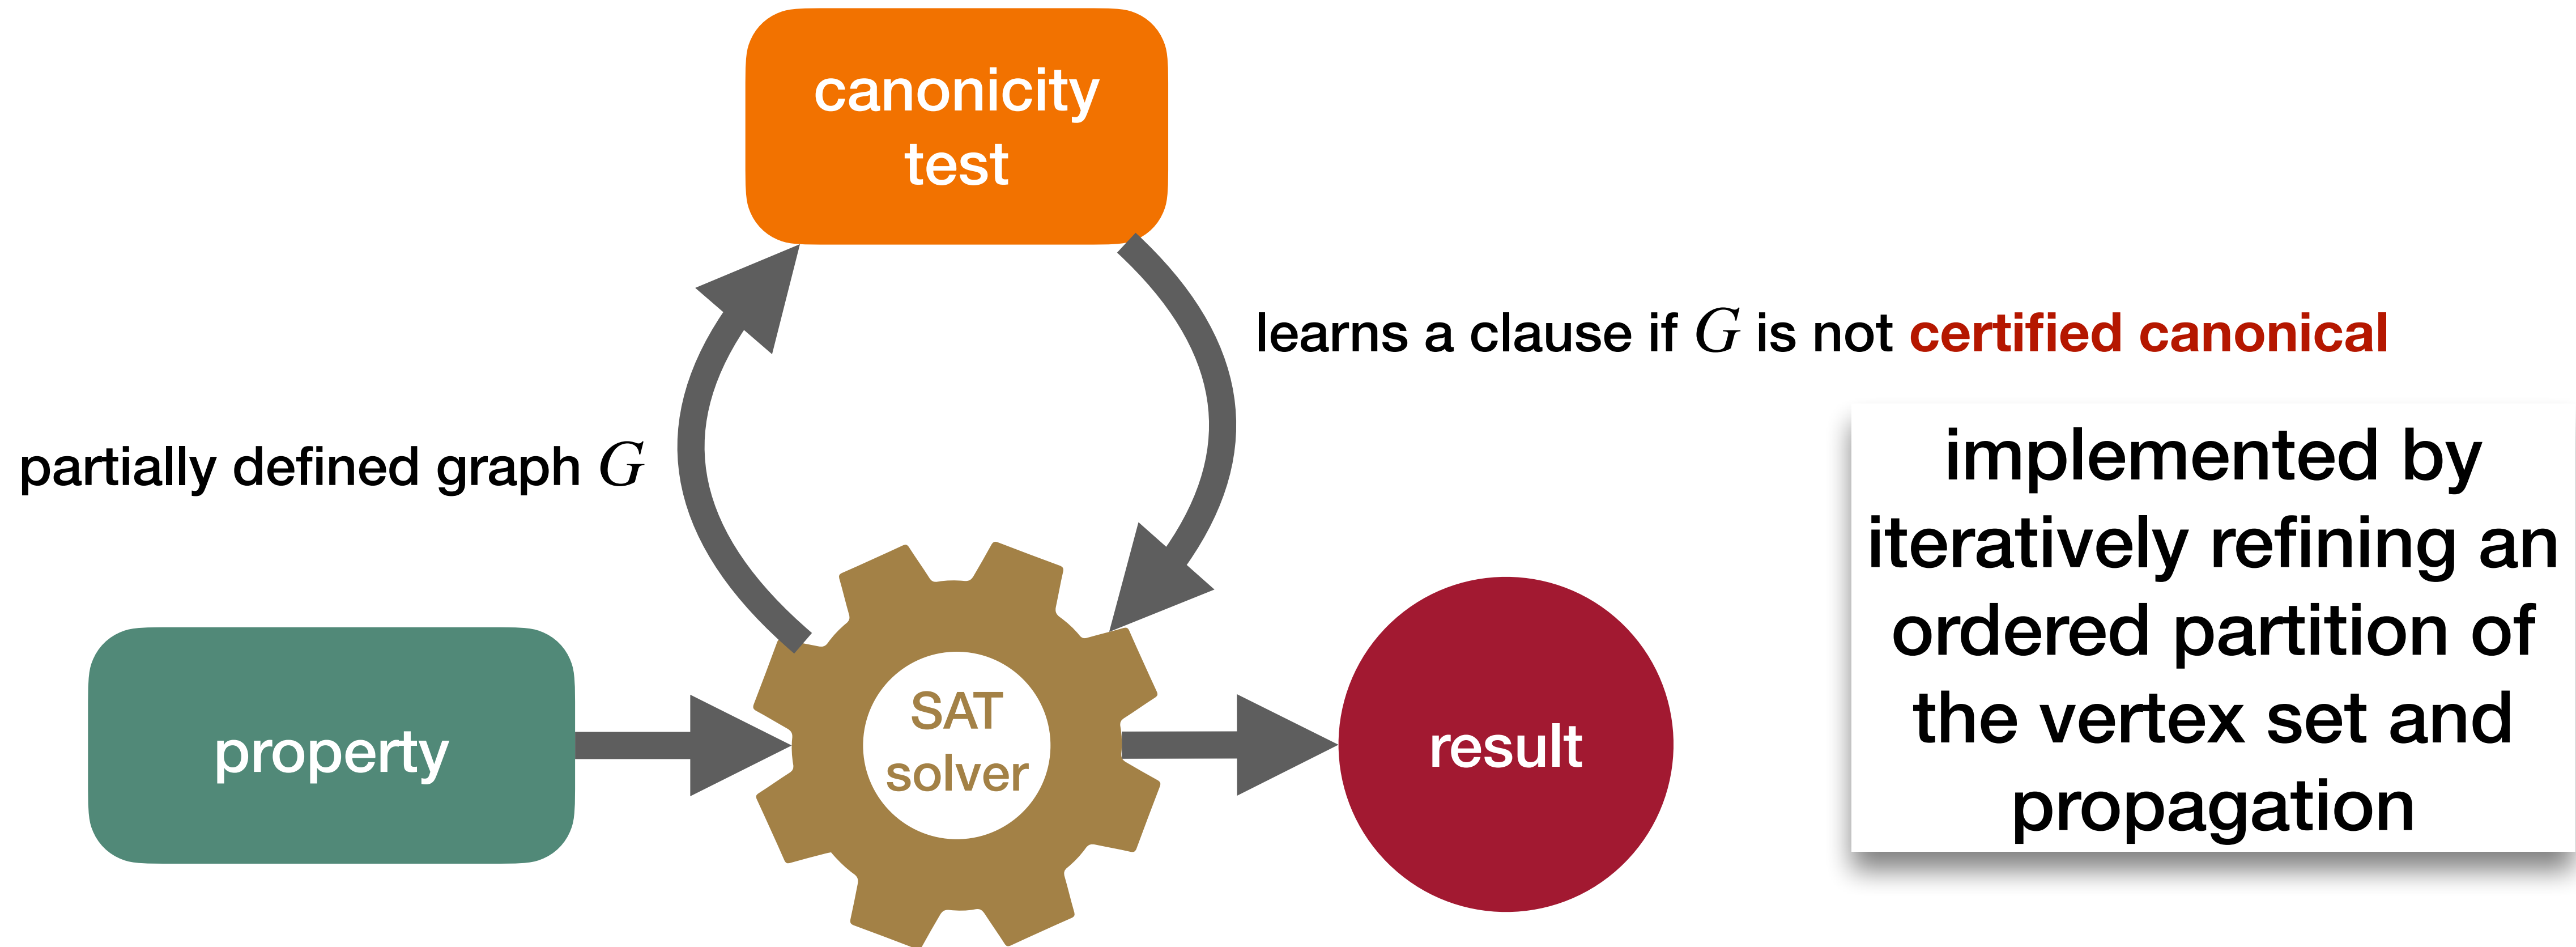 canonicity
test
learns a clause if G is not certified canonical
partially defined graph G
implemented by
iteratively refining an
ordered partition of
the vertex set and
propagation
property
SAT
solver
result